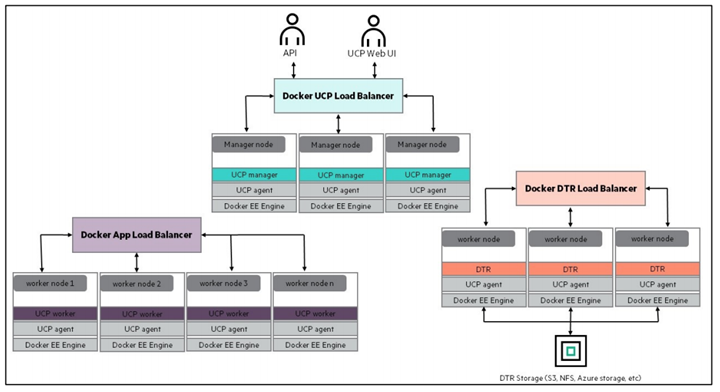 API
UCP Web UI
Docker UCP Load Balancer
Manager node Manager node Manager node
UCP manager UCP manager UCP manager
UCP agent UCP agent UCP agent
Docker EE Engine Docker EE Engine Docker EE Engine
Docker DTR Load Balancer
worker node worker node worker node
DTR DTR DTR
UCP agent UCP agent UCP agent
Docker EE Engine Docker EE Engine Docker EE Engine
DTR Storage (S3, NFS, Azure storage, etc)
Docker App Load Balancer
worker node 1 worker node 2 worker node 3 worker node n
UCP worker UCP worker UCP worker UCP worker
UCP agent UCP agent UCP agent UCP agent
Docker EE Engine Docker EE Engine Docker EE Engine Docker EE Engine